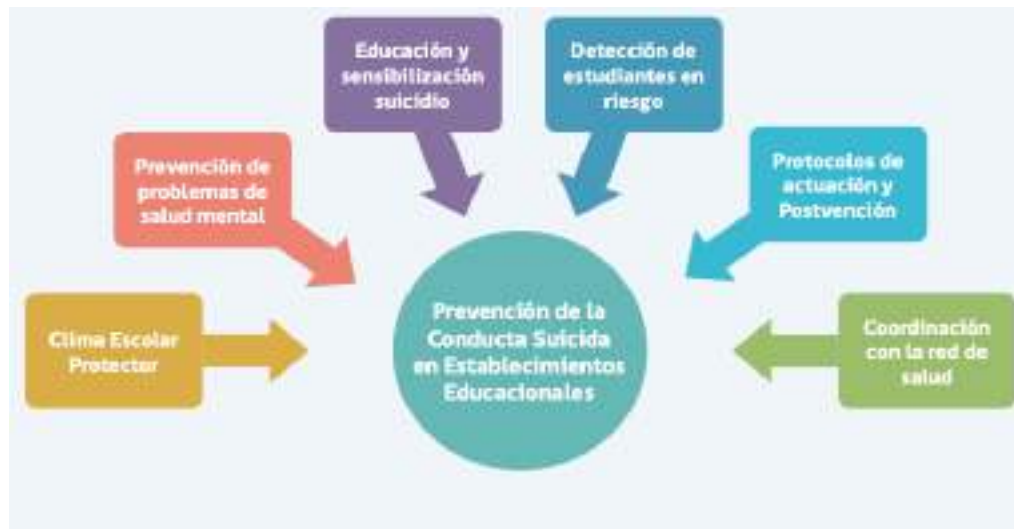 Educación y
sensibilización
suicidio
Detección de
estudiantes en
riesgo
Prevención de
problemas de
salud mental
Protocolos de
actuación y
Postvención
Clima Escolar
Protector
Prevención de la
Conducta Suicida
en Establecimientos
Educacionales
Coordinación
con la red de
salud